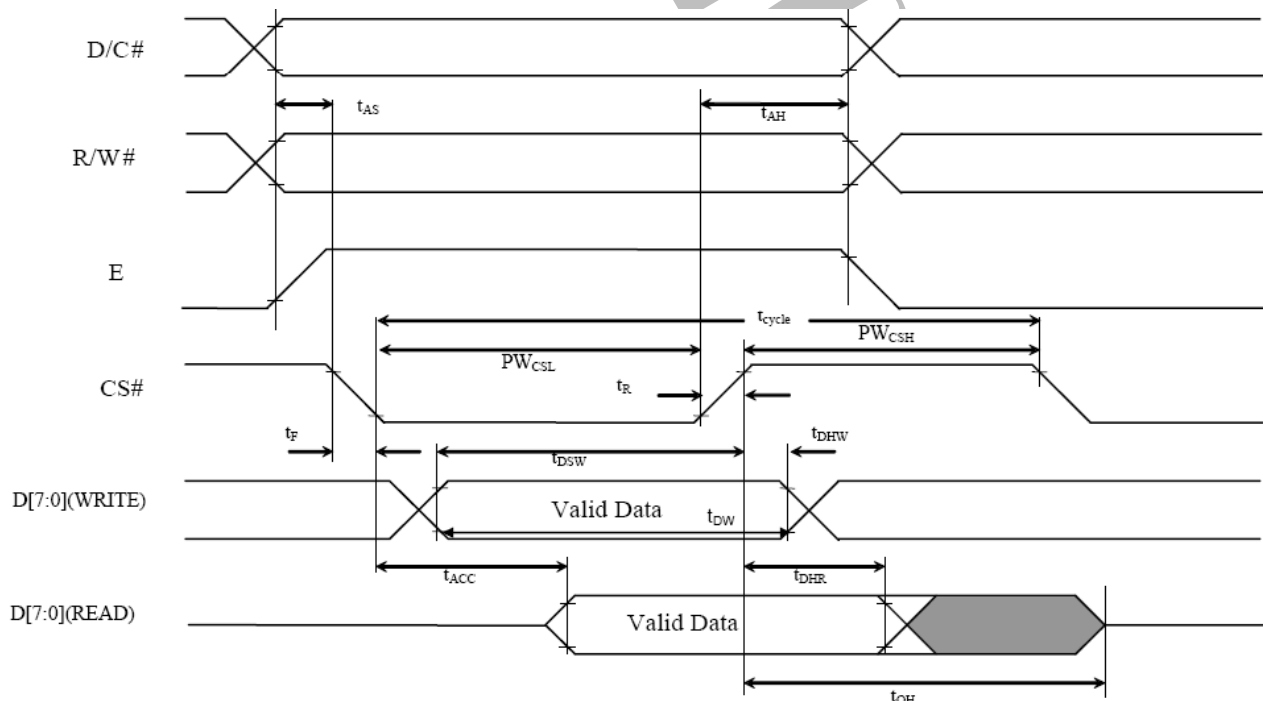 D/C#
tAS
tAH
R/W#
E
tcycle
PWCSL
PWCSH
CS#
tR
tF
tDSW
tDHW
D[7:0](WRITE)
Valid Data
tDW
tACC
tDHR
D[7:0](READ)
Valid Data
tOH